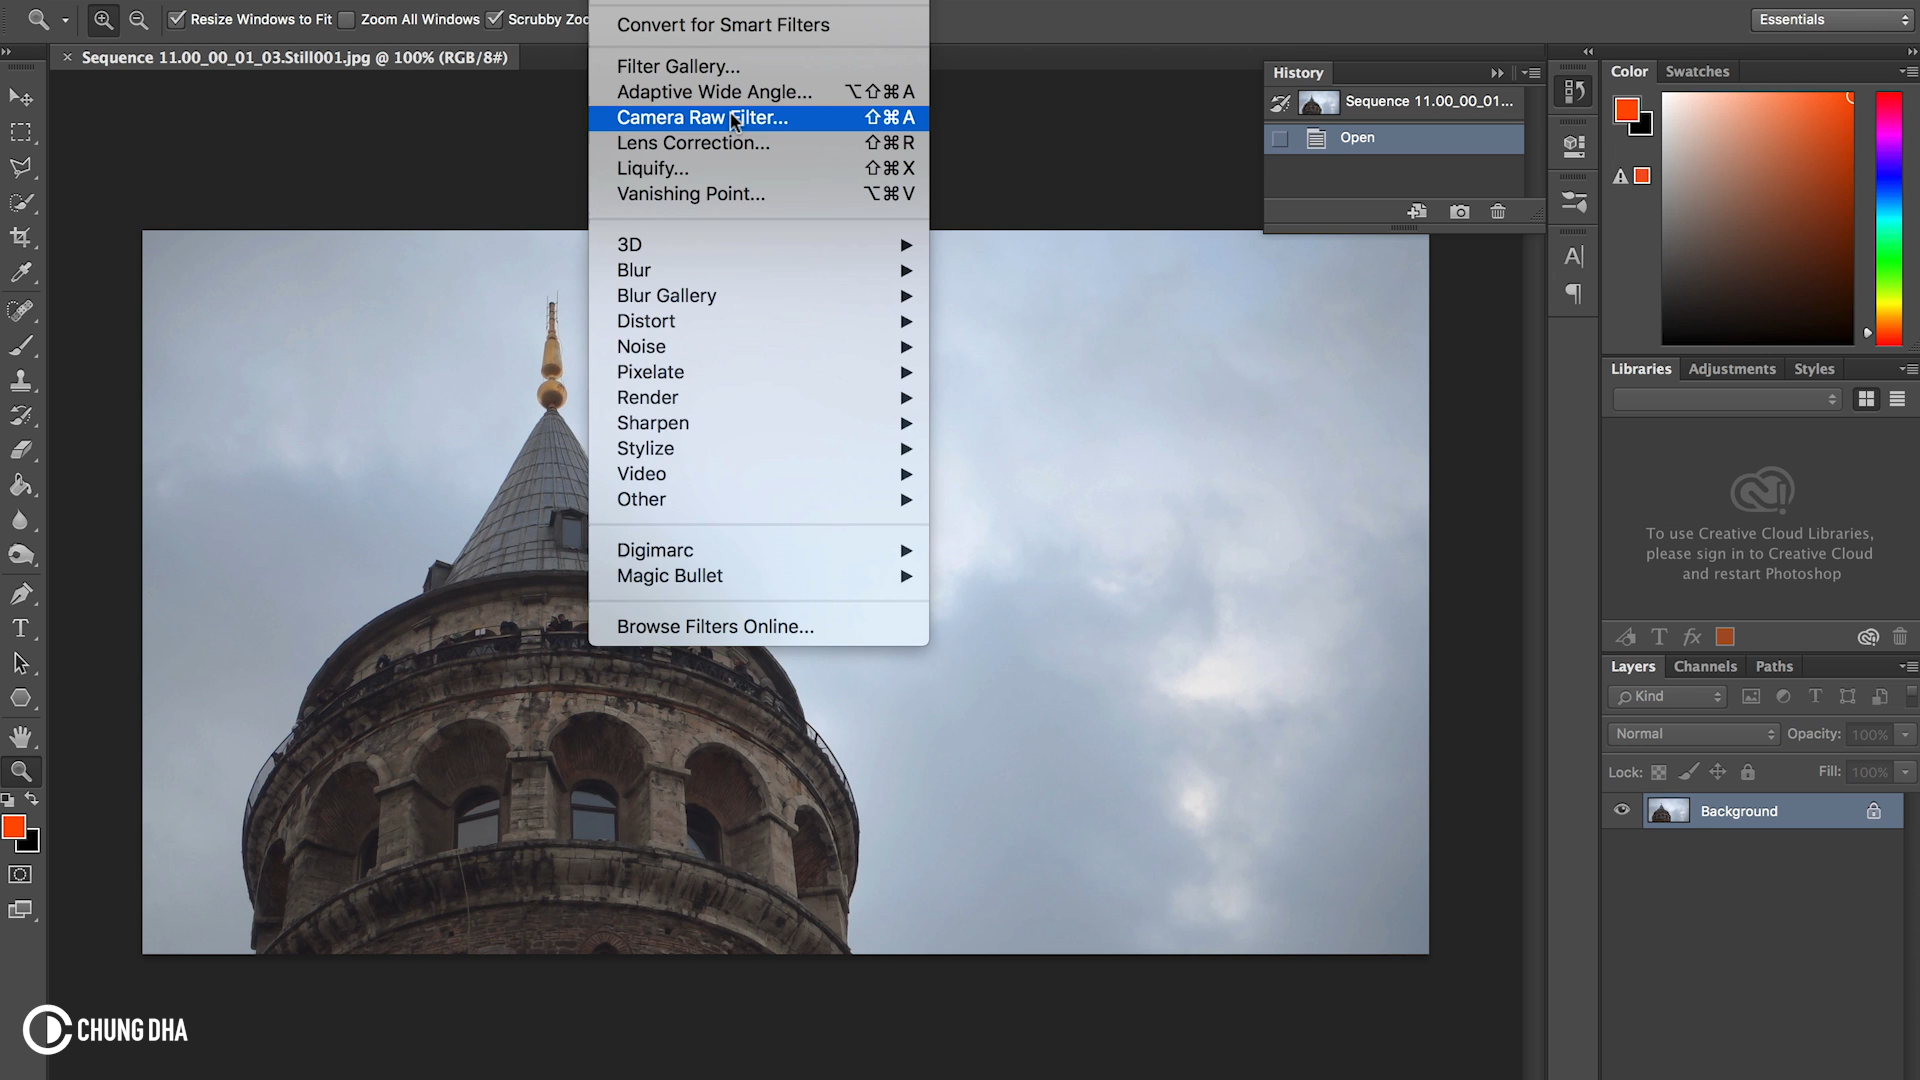 Resize Windows to Fit
Zoom All Windows
Scrubby Zoo
Essentials
Sequence 11.00_00_01_03.Still001.jpg @ 100% (RGB/8#)
Convert for Smart Filters
Filter Gallery...
Adaptive Wide Angle... ⌥⇧⌘A
Camera Raw Filter... ⇧⌘A
Lens Correction... ⇧⌘R
Liquify... ⇧⌘X
Vanishing Point... ⌥⌘V
3D
Blur
Blur Gallery
Distort
Noise
Pixelate
Render
Sharpen
Stylize
Video
Other
Digimarc
Magic Bullet
Browse Filters Online...
History
Sequence 11.00_00_01...
Open
Color Swatches
Libraries Adjustments Styles
To use Creative Cloud Libraries,
please sign in to Creative Cloud
and restart Photoshop
Layers Channels Paths
Kind
Normal Opacity: 100%
Lock: Fill: 100%
Background
CHUNG DHA